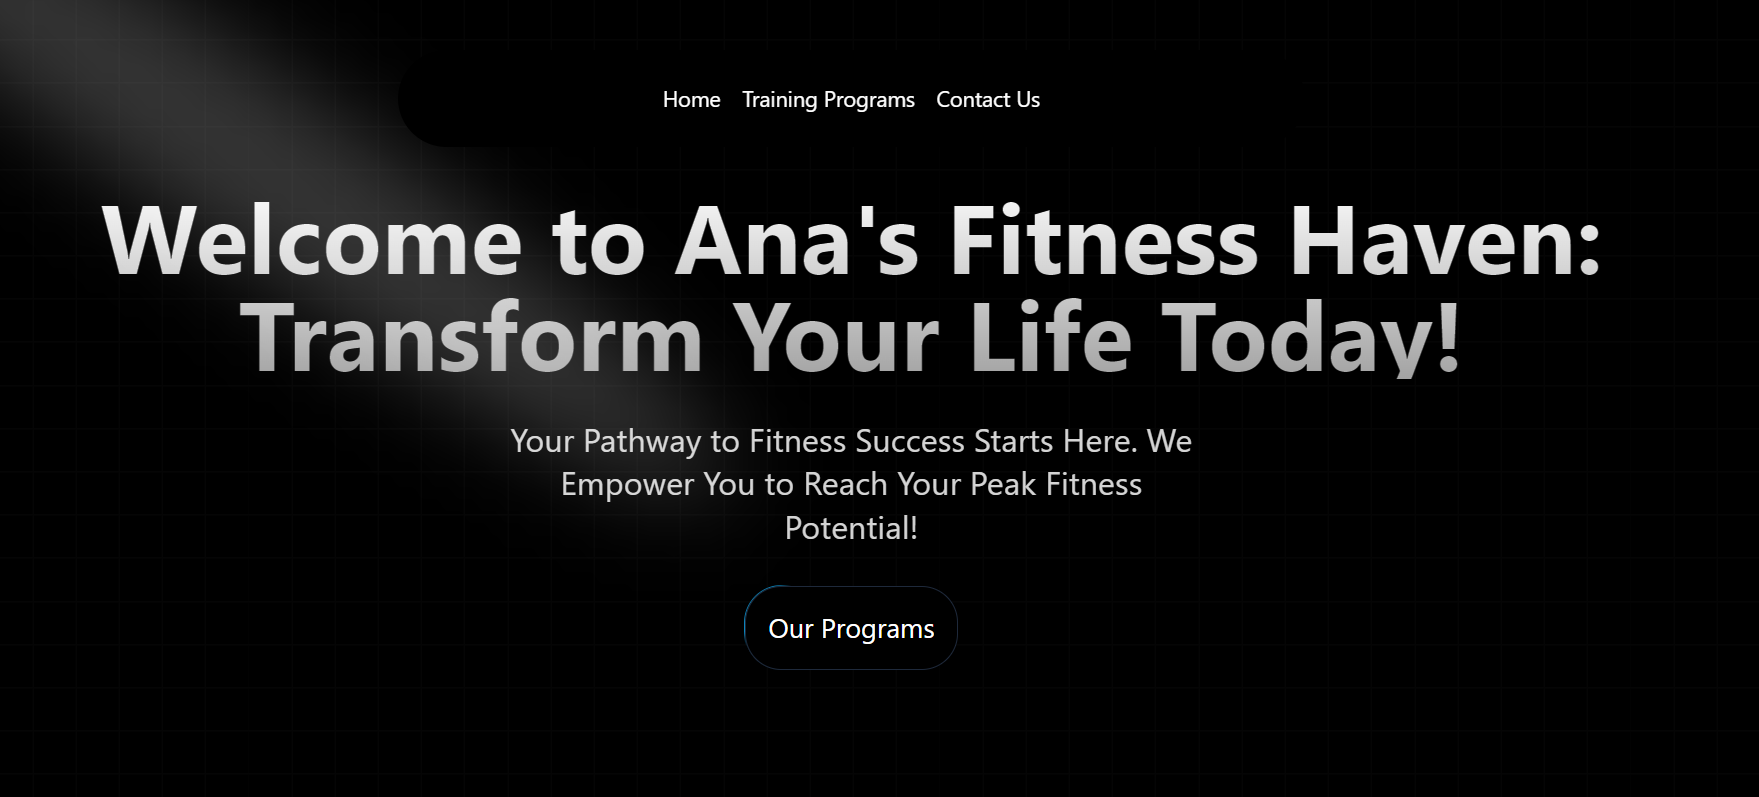 Home Training Programs Contact Us
Welcome to Ana's Fitness Haven:
Transform Your Life Today!
Your Pathway to Fitness Success Starts Here. We
Empower You to Reach Your Peak Fitness
Potential!
Our Programs